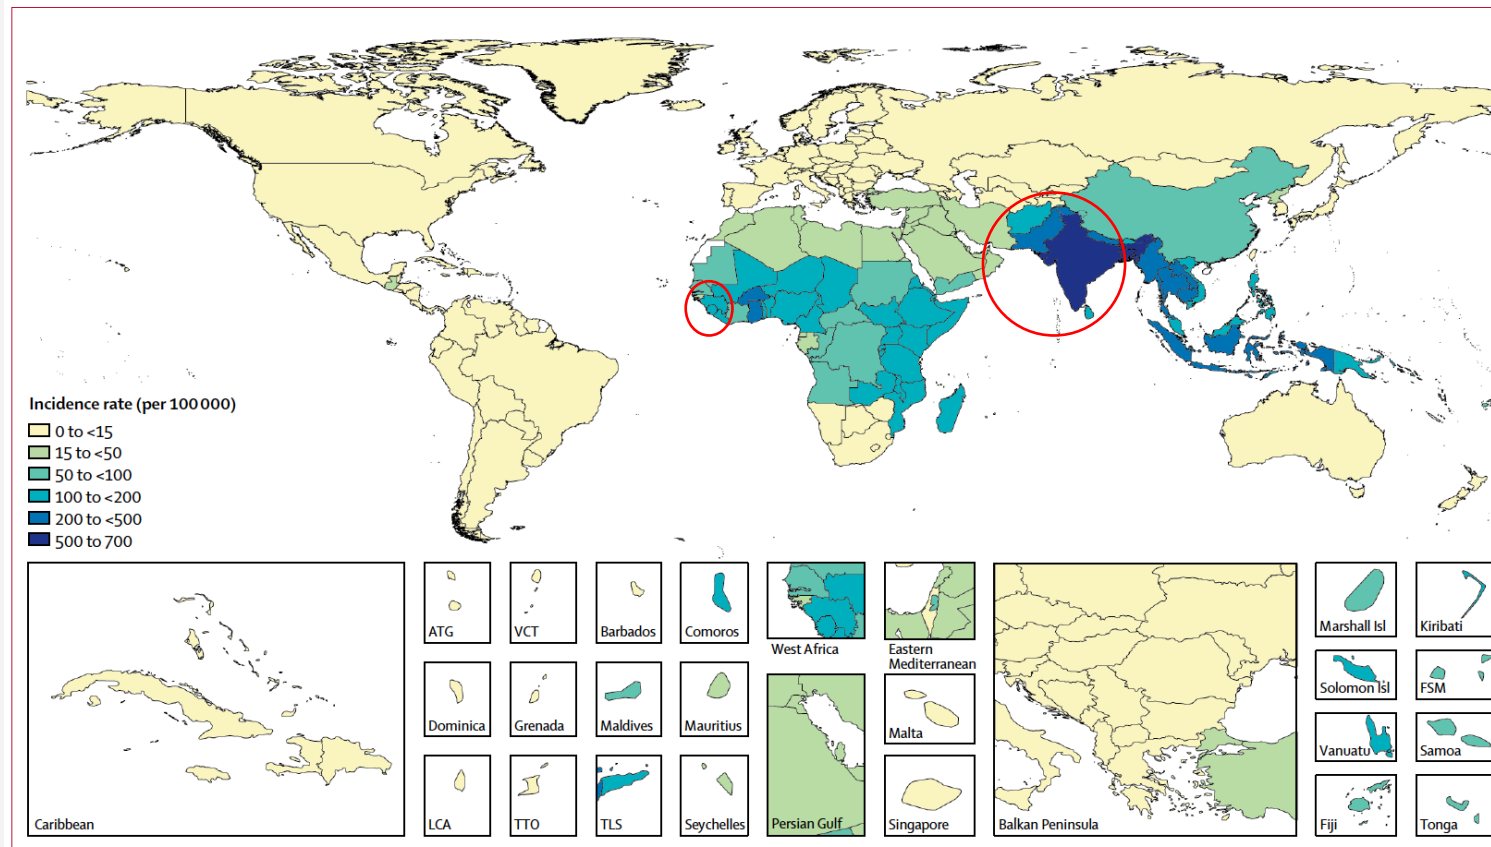 Incidence rate (per 100 000)
0 to <15
15 to <50
50 to <100
100 to <200
200 to <500
500 to 700
ATG
VCT
Barbados
Comoros
West Africa
Eastern
Mediterranean
Marshall Isl
Kiribati
Dominica
Grenada
Maldives
Mauritius
Malta
Solomon Isl
FSM
Vanuatu
Samoa
Caribbean
LCA
TTO
TLS
Seychelles
Persian Gulf
Singapore
Balkan Peninsula
Fiji
Tonga